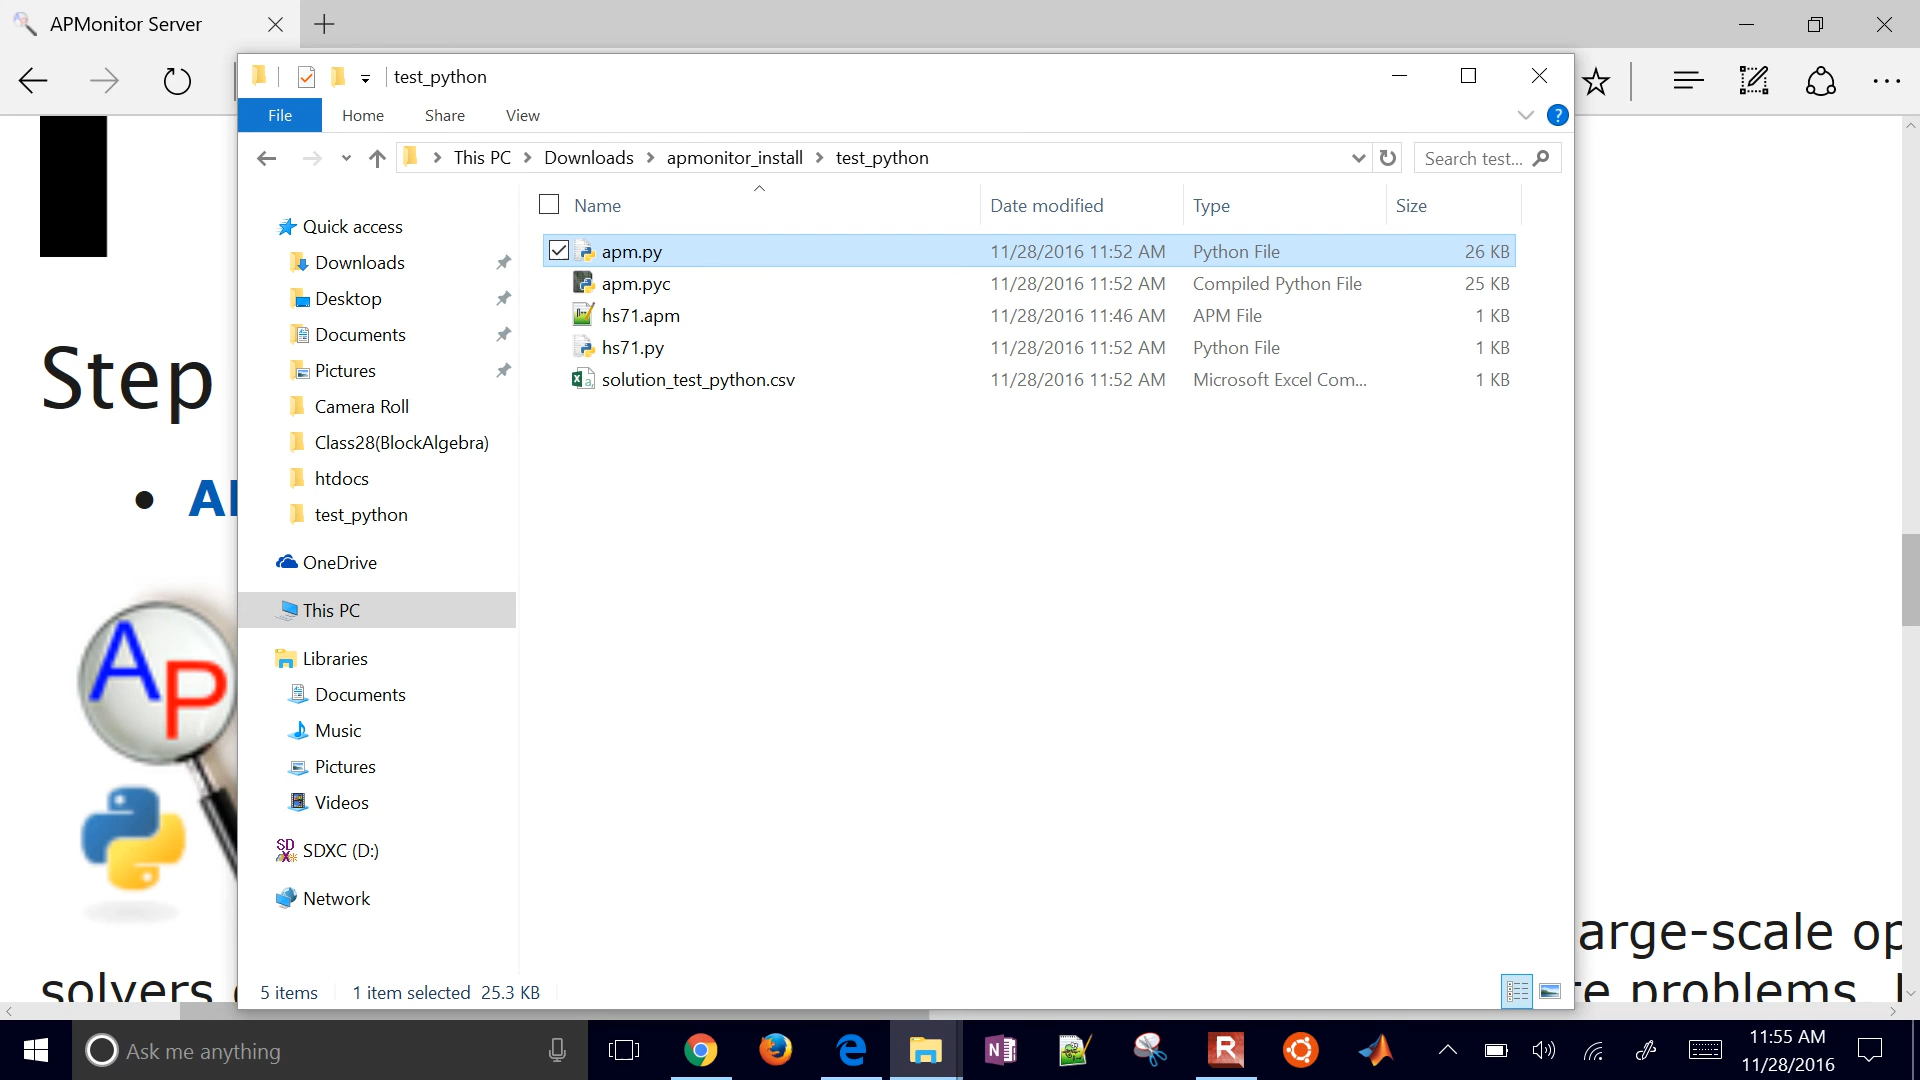 APMonitor Server
test_python
File Home Share View
This PC Downloads apmonitor_install test_python
Search test...
Name Date modified Type Size
apm.py 11/28/2016 11:52 AM Python File 26 KB
apm.pyc 11/28/2016 11:52 AM Compiled Python File 25 KB
hs71.apm 11/28/2016 11:46 AM APM File 1 KB
hs71.py 11/28/2016 11:52 AM Python File 1 KB
solution_test_python.csv 11/28/2016 11:52 AM Microsoft Excel Com... 1 KB
Quick access
Downloads
Desktop
Documents
Pictures
Camera Roll
Class28(BlockAlgebra)
htdocs
test_python
OneDrive
This PC
Libraries
Documents
Music
Pictures
Videos
SDXC (D:)
Network
5 items 1 item selected 25.3 KB
Step
AP
arge-scale op
solvers
e problems.
Ask me anything
11:55 AM
11/28/2016